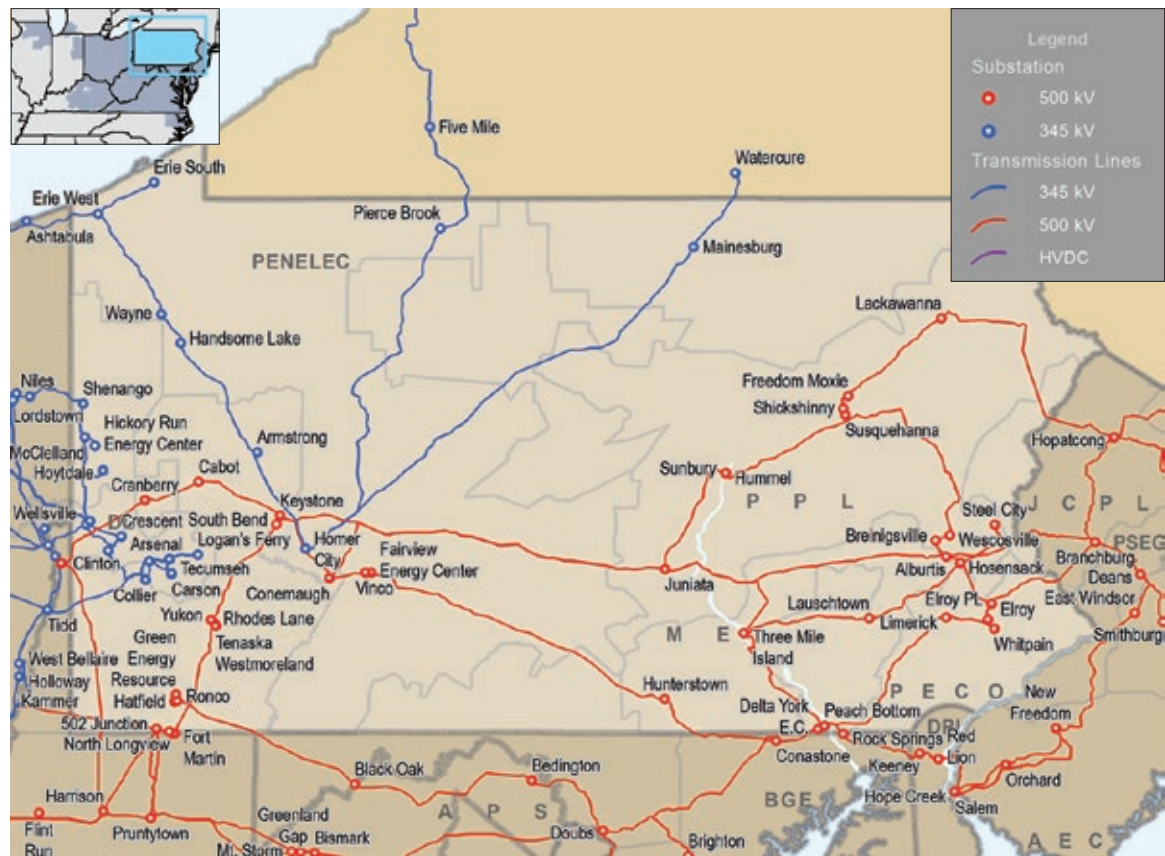 Legend
Substation
500 kV
345 kV
Transmission Lines
345 kV
500 kV
HVDC
Five Mile
Erie South
Watercure
Erie West
Pierce Brook
Ashtabula
Mainesburg
PENELEC
Wayne
Lackawanna
Handsome Lake
Niles
Shenango
Freedom Moxie
Lordstown
Shickshinny
Hickory Run
Energy Center
Susquehanna
Armstrong
Hopatcong
McClelland
Hoytdale
Cabot
Sunbury
Hummel
Cranberry
Keystone
P P L
J C P L
Wellsville
Crescent
South Bend
Steel City
Arsenal
Logan's Ferry
Homer
City
Fairview
Energy Center
Breinigsville
Wescosville
PSEG
Clinton
Tecumseh
Branchburg
Juniata
Alburtis
Hosensack
Deans
Collier
Carson
Conemaugh
Vinco
Elroy PL
East Windsor
Lauschtown
Elroy
Yukon
Rhodes Lane
Limerick
Smithburg
Tidd
Tenaska
Westmoreland
M E
Three Mile
Island
Whitpain
Green
Energy
Resource
West Bellaire
Holloway
Kammer
Hatfield
Ronco
Hunterstown
P E C O
New
Freedom
Delta York
E.C.
Peach Bottom
502 Junction
North Longview
Fort
Martin
DPL
Rock Springs
Red
Lion
Conastone
Keeney
Black Oak
Bedington
Orchard
Harrison
BGE
Hope Creek
Salem
Greenland
Gap
A P S
Flint
Run
Pruntytown
Doubs
Mt. Storm
Bismark
Brighton
A E C